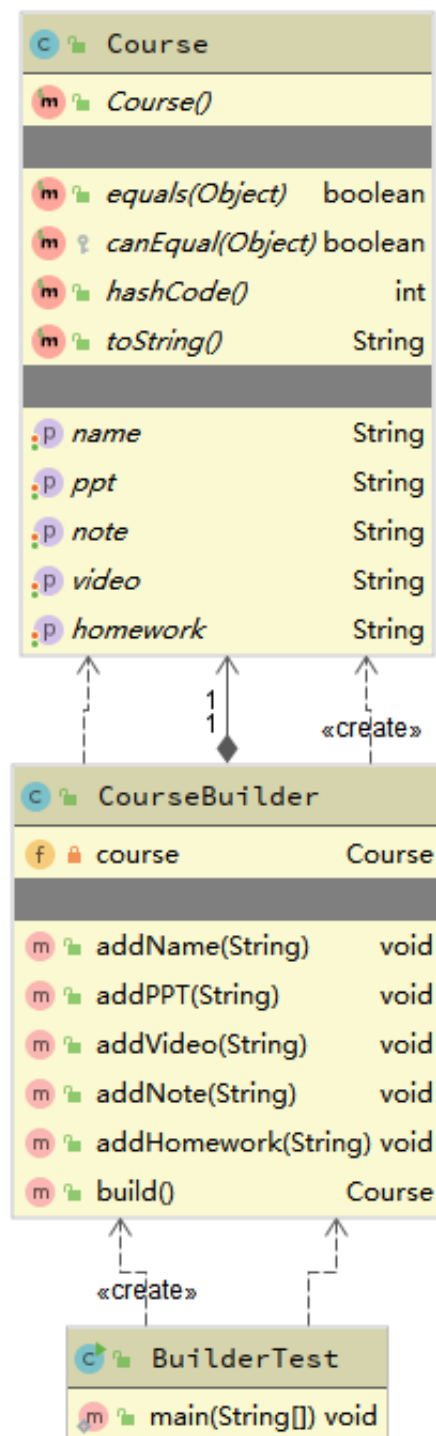 C Course
m Course()
m equals(Object) boolean
m canEqual(Object) boolean
m hashCode() int
m toString() String
p name String
p ppt String
p note String
p video String
p homework String
1
1
«create»
C CourseBuilder
f course Course
m addName(String) void
m addPPT(String) void
m addVideo(String) void
m addNote(String) void
m addHomework(String) void
m build() Course
«create»
C BuilderTest
m main(String[]) void